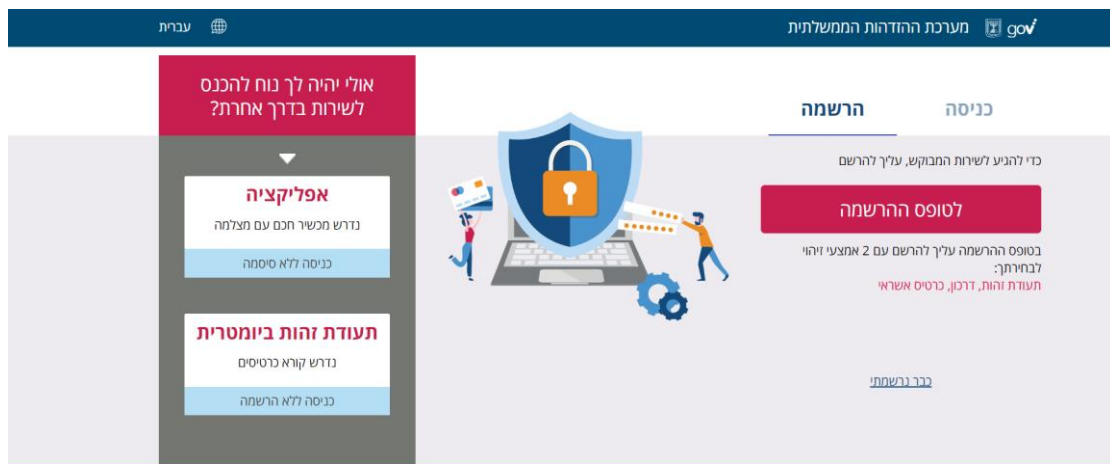 gov מערכת ההזדהות הממשלתית
עברית
כניסה
הרשמה
כדי להגיע לשירות המבוקש, עליך להרשם
לטופס ההרשמה
בטופס ההרשמה עליך להרשם עם 2 אמצעי זיהוי
לבחירתך:
תעודת זהות, דרכון, כרטיס אשראי
כבר נרשמתי
אולי יהיה לך נוח להכנס
לשירות בדרך אחרת?
אפליקציה
נדרש מכשיר חכם עם מצלמה
כניסה ללא סיסמה
תעודת זהות ביומטרית
נדרש קורא כרטיסים
כניסה ללא הרשמה